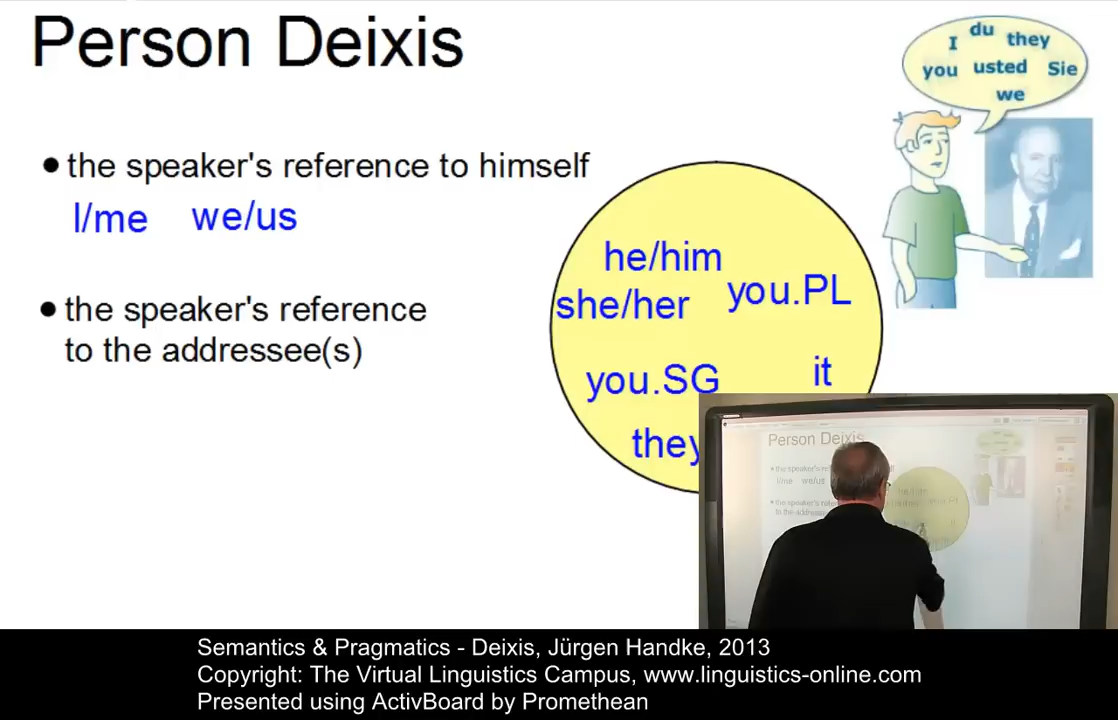 Person Deixis
I du they
you usted Sie
we
• the speaker's reference to himself
I/me we/us
• the speaker's reference
to the addressee(s)
he/him
she/her you.PL
you.SG it
they
Person Deixis
Semantics & Pragmatics - Deixis, Jürgen Handke, 2013
Copyright: The Virtual Linguistics Campus, www.linguistics-online.com
Presented using ActivBoard by Promethean